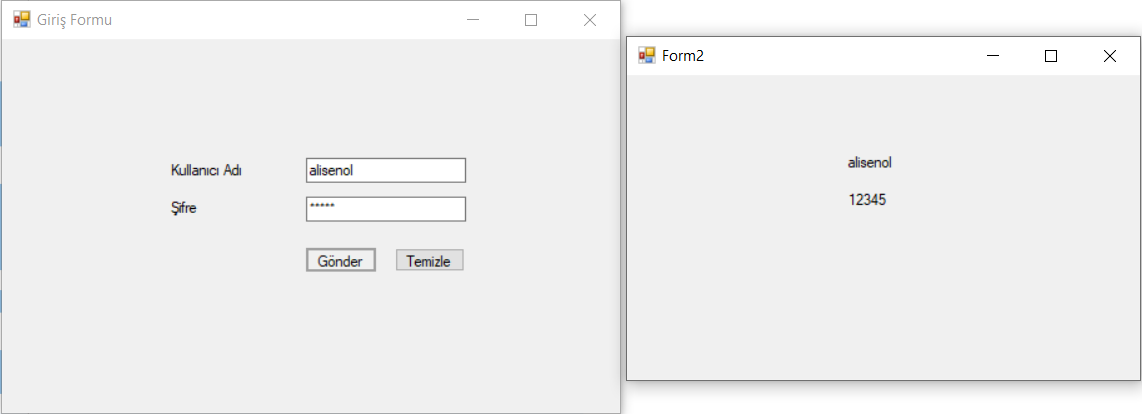 Giriş Formu
Kullanıcı Adı alisenol
Şifre *****
Gönder Temizle
Form2
alisenol
12345